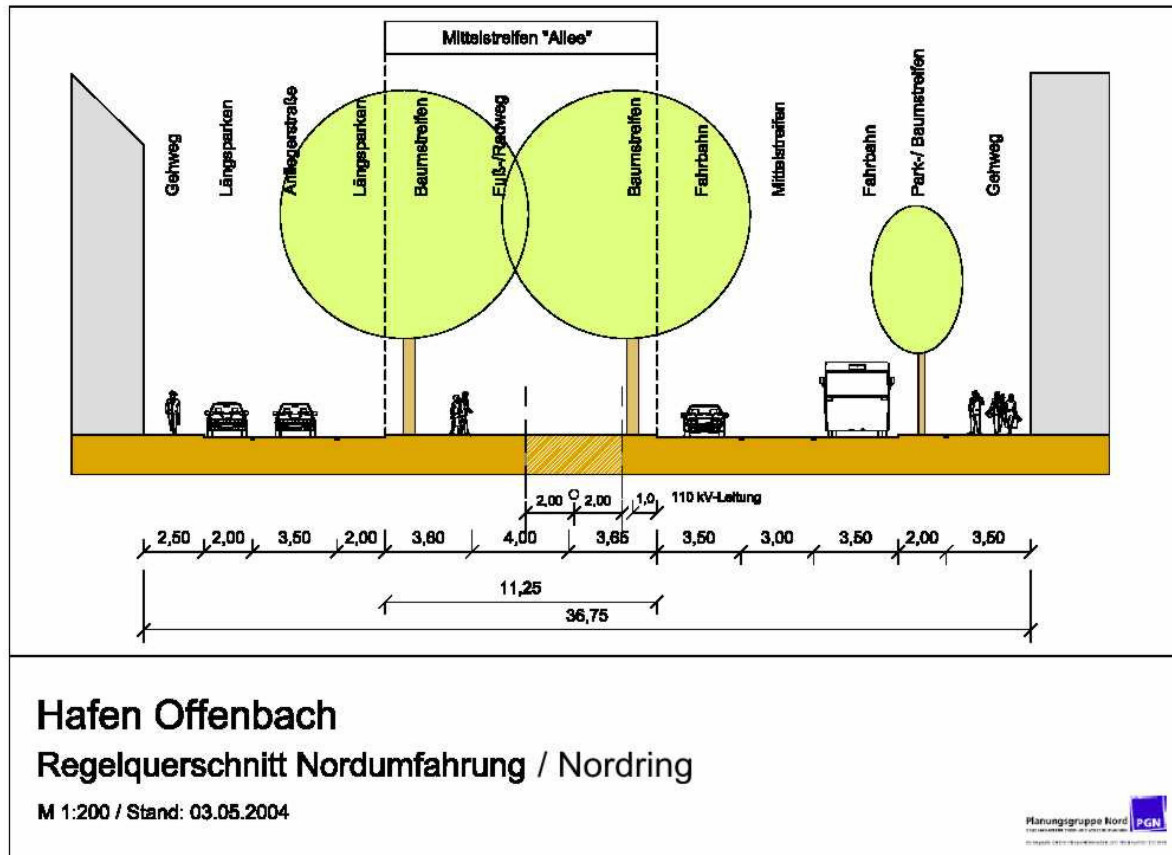 Mittelstreifen "Allee"
Gehweg
Längsparken
Anliegerstraße
Längsparken
Baumstreifen
Fuß-/Radweg
Baumstreifen
Fahrbahn
Mittelstreifen
Fahrbahn
Park-/ Baumstreifen
Gehweg
2,00 2,00 1,0 110 kV-Leitung
2,50 2,00 3,50 2,00 3,60 4,00 3,65 3,50 3,00 3,50 2,00 3,50
11,25
36,75
Hafen Offenbach
Regelquerschnitt Nordumfahrung / Nordring
M 1:200 / Stand: 03.05.2004
Planungsgruppe Nord PGN